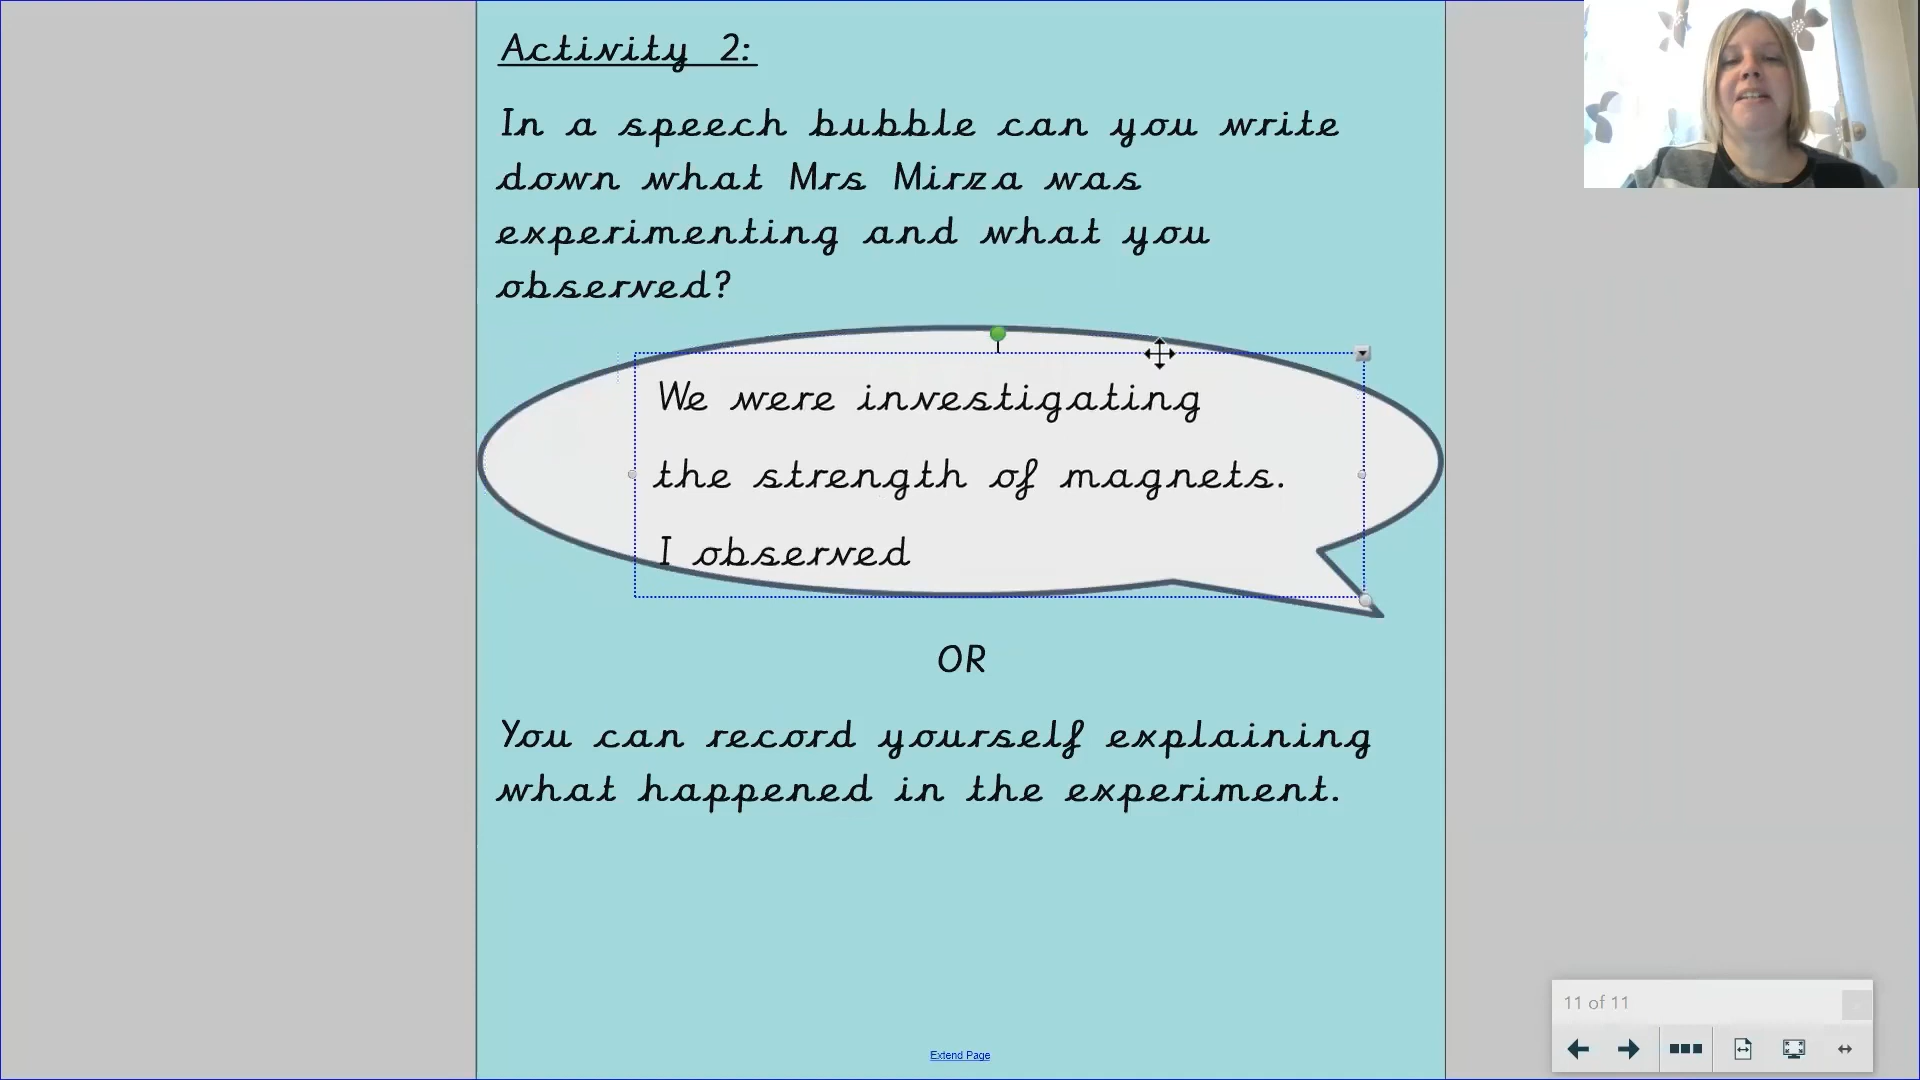 Activity 2:
In a speech bubble can you write
down what Mrs Mirza was
experimenting and what you
observed?
We were investigating
the strength of magnets.
I observed
OR
You can record yourself explaining
what happened in the experiment.
Extend Page
11 of 11